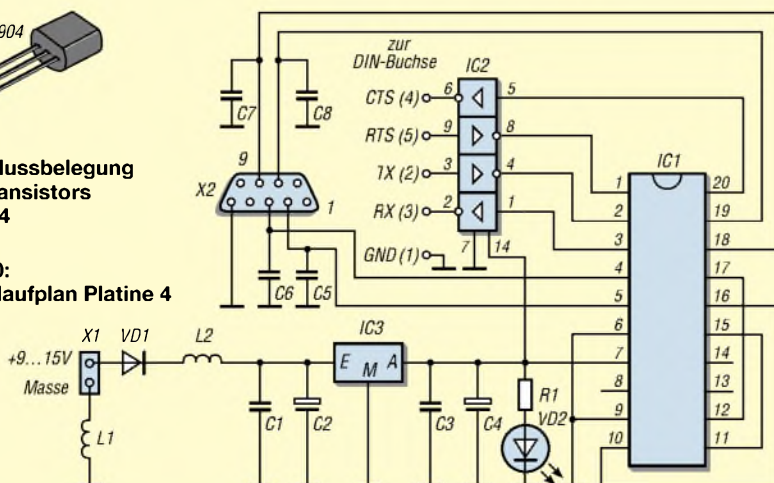 904
zur
DIN-Buchse
IC2
C7
C8
CTS (4)
6
5
RTS (5)
9
8
TX (2)
3
4
RX (3)
2
1
GND (1)
7
14
9
X2
1
lussbelegung
ansistors
4
0:
laufplan Platine 4
C6
C5
IC1
1
20
2
19
3
18
4
17
5
16
6
15
7
14
8
13
9
12
10
11
X1
VD1
L2
IC3
+9...15V
E
M
A
Masse
L1
C1
C2
C3
C4
R1
VD2